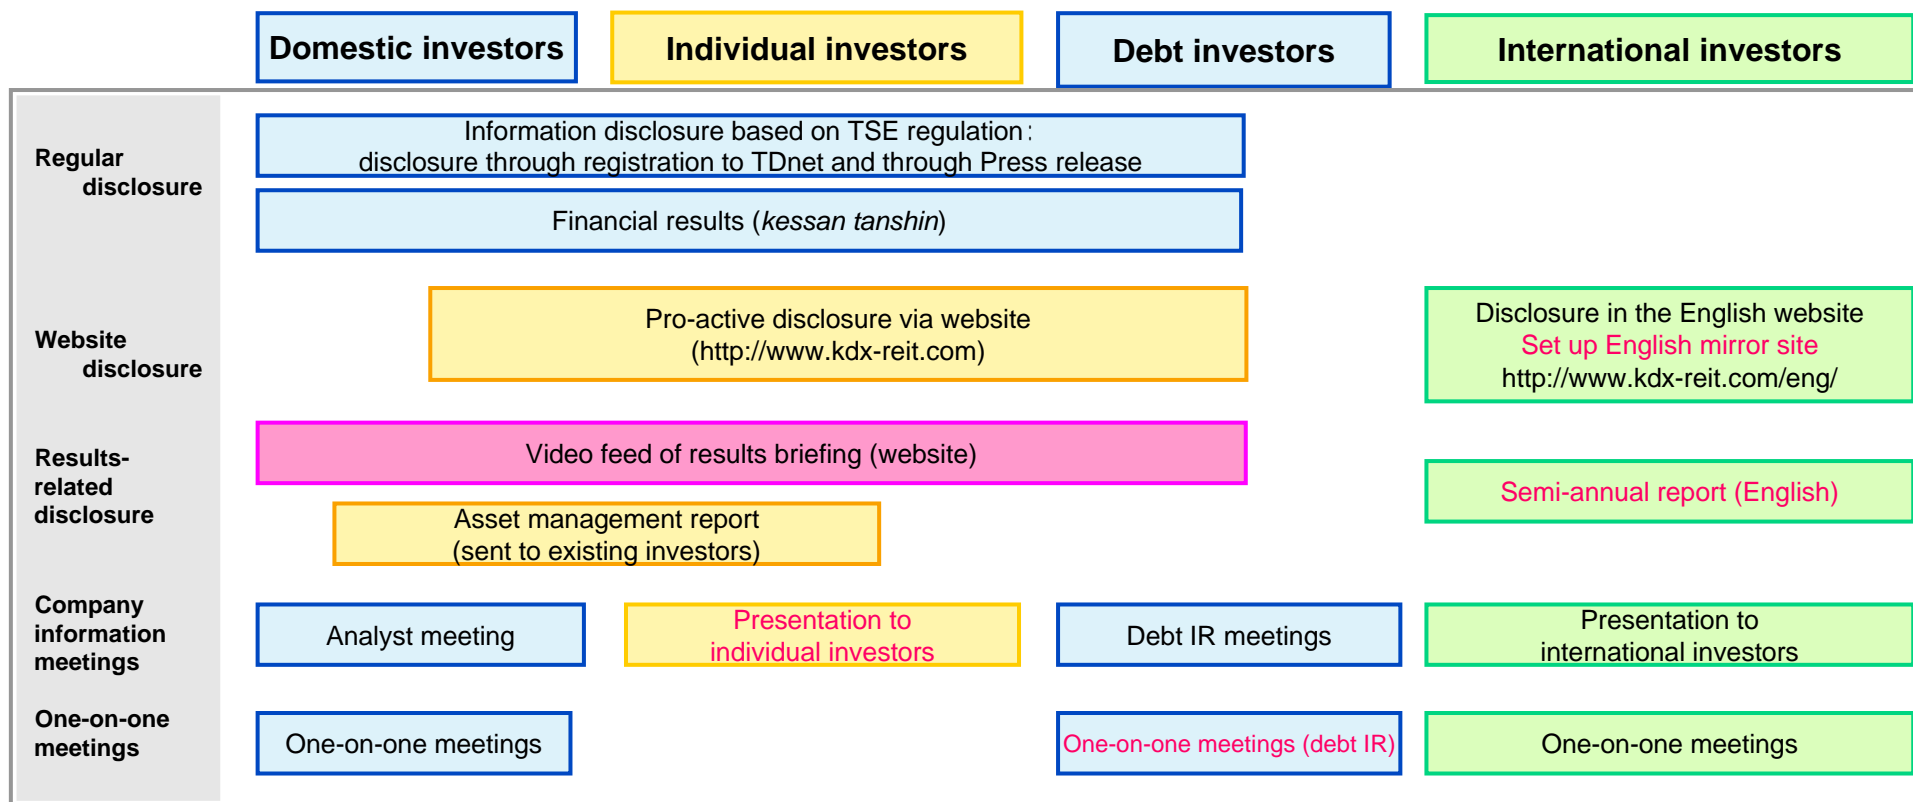 Domestic investors
Individual investors
Debt investors
International investors
Regular
disclosure
Information disclosure based on TSE regulation:
disclosure through registration to TDnet and through Press release
Financial results (kessan tanshin)
Website
disclosure
Pro-active disclosure via website
(http://www.kdx-reit.com)
Disclosure in the English website
Set up English mirror site
http://www.kdx-reit.com/eng/
Results-
related
disclosure
Video feed of results briefing (website)
Semi-annual report (English)
Asset management report
(sent to existing investors)
Company
information
meetings
Analyst meeting
Presentation to
individual investors
Debt IR meetings
Presentation to
international investors
One-on-one
meetings
One-on-one meetings
One-on-one meetings (debt IR)
One-on-one meetings